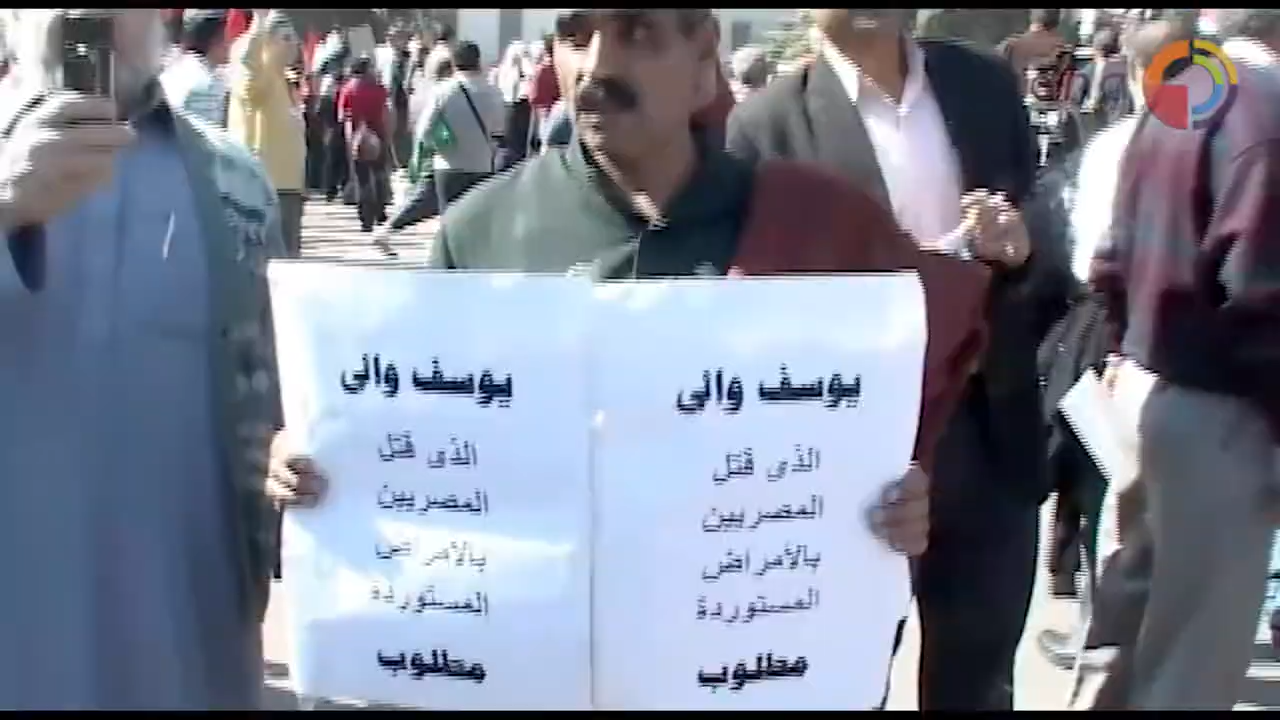 يوسف والى
الذى قتل
المصريين
بالأمراض
المستوردة
مطلوب
يوسف والى
الذى قتل
المصريين
بالأمراض
المستوردة
مطلوب